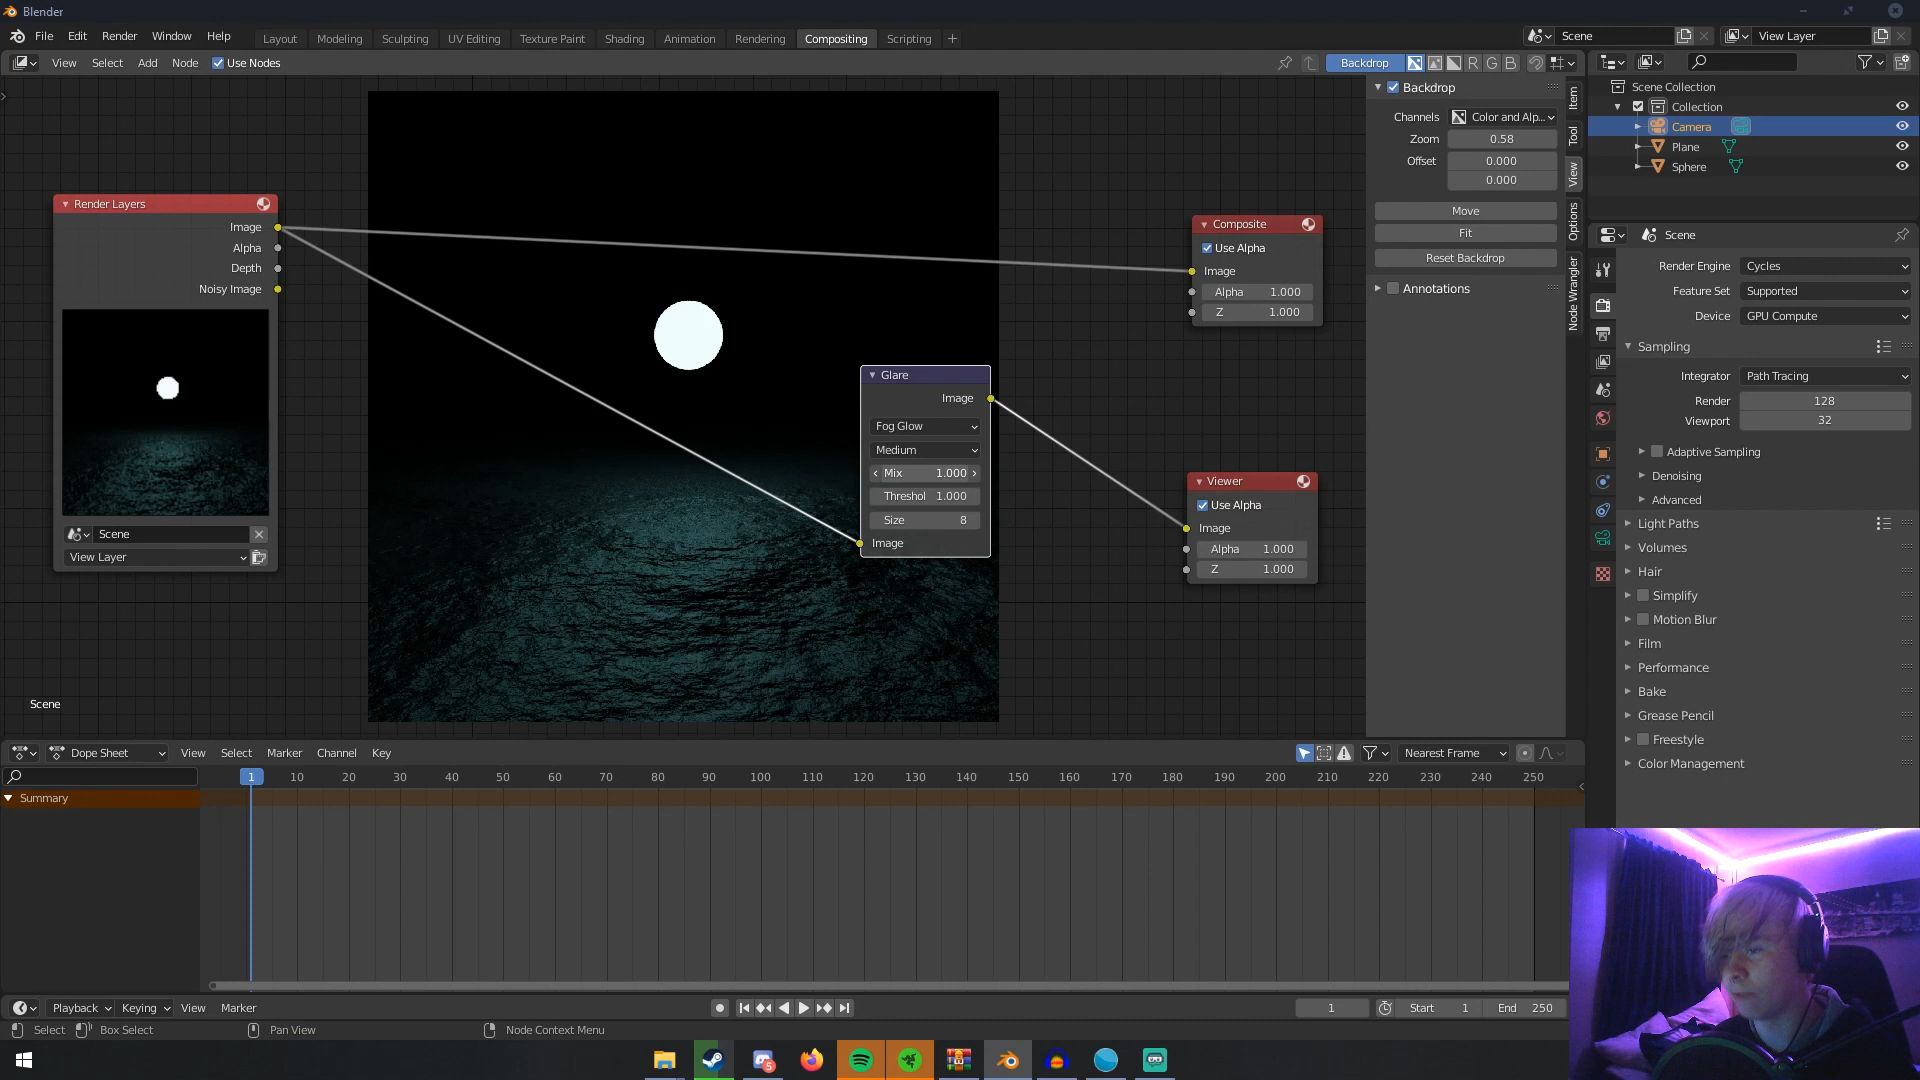 Blender
File Edit Render Window Help
Layout Modeling Sculpting UV Editing Texture Paint Shading Animation Rendering Compositing Scripting +
Scene
View Layer
View Select Add Node Use Nodes
Backdrop R G B
Backdrop
Channels Color and Alp...
Zoom 0.58
Offset 0.000
0.000
Move
Fit
Reset Backdrop
Annotations
Item
Tool
View
Options
Node Wrangler
Scene Collection
Collection
Camera
Plane
Sphere
Scene
Render Engine Cycles
Feature Set Supported
Device GPU Compute
Sampling
Integrator Path Tracing
Render 128
Viewport 32
Adaptive Sampling
Denoising
Advanced
Light Paths
Volumes
Hair
Simplify
Motion Blur
Film
Performance
Bake
Grease Pencil
Freestyle
Color Management
Render Layers
Image
Alpha
Depth
Noisy Image
Scene
View Layer
Glare
Image
Fog Glow
Medium
Mix 1.000
Threshol 1.000
Size 8
Image
Composite
Use Alpha
Image
Alpha 1.000
Z 1.000
Viewer
Use Alpha
Image
Alpha 1.000
Z 1.000
Scene
Dope Sheet View Select Marker Channel Key
Nearest Frame
1 10 20 30 40 50 60 70 80 90 100 110 120 130 140 150 160 170 180 190 200 210 220 230 240 250
Summary
Playback Keying View Marker
1 Start 1 End 250
Select Box Select Pan View Node Context Menu
5